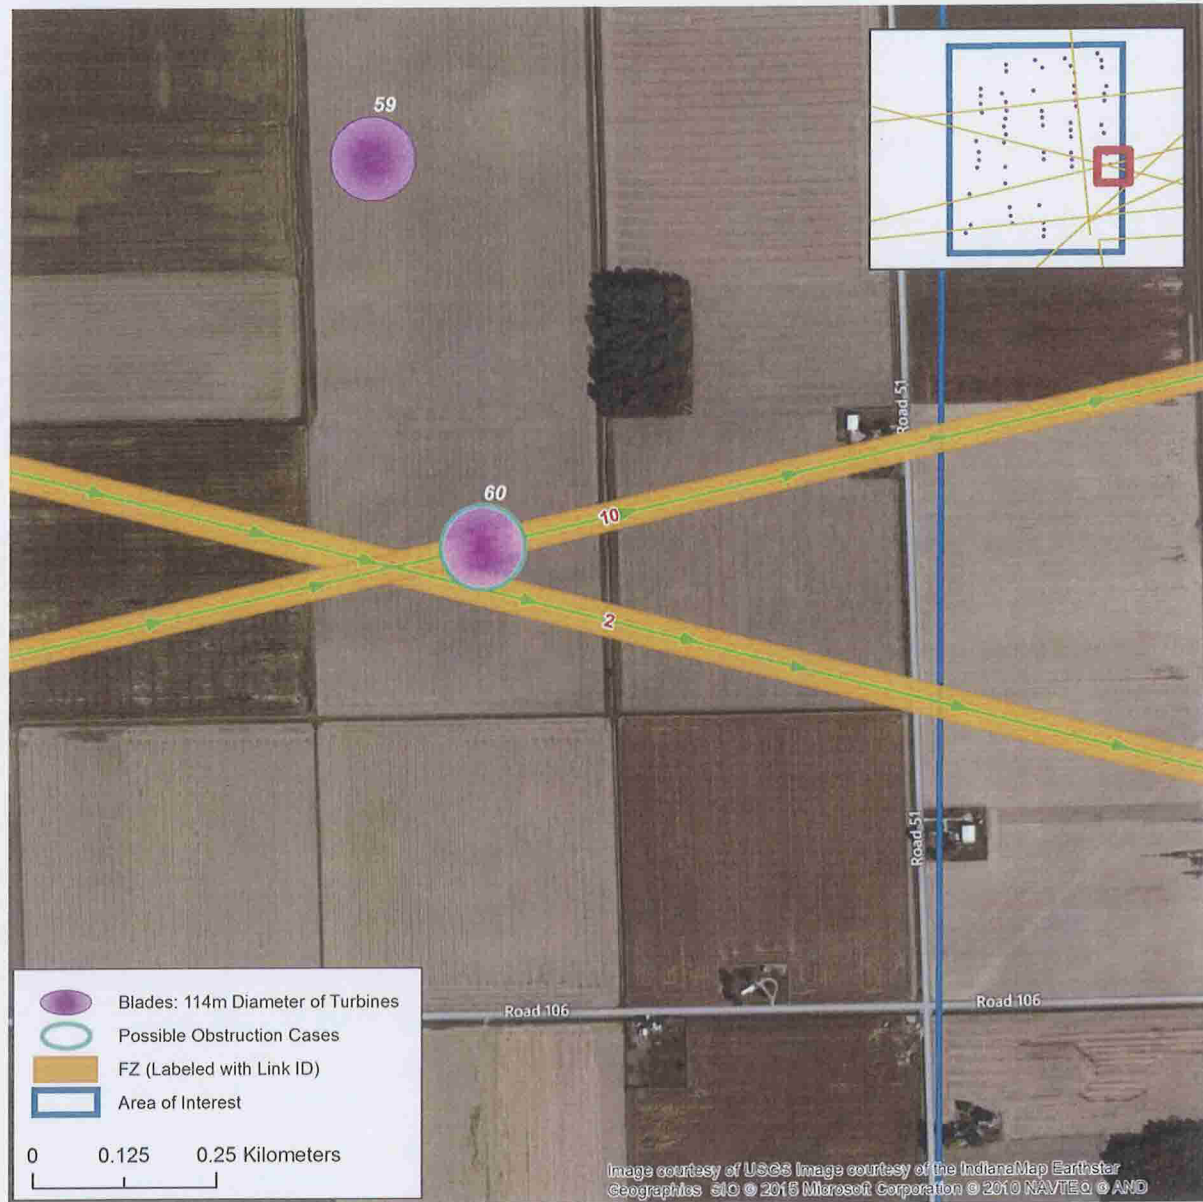 59
Road 51
60
10
2
Road 51
Blades: 114m Diameter of Turbines
Possible Obstruction Cases
FZ (Labeled with Link ID)
Area of Interest
0 0.125 0.25 Kilometers
Road 106
Road 106
Image courtesy of USGS Image courtesy of the IndianaMap Earthstar
Geographics SIO © 2015 Microsoft Corporation © 2010 NAVTEQ © AND